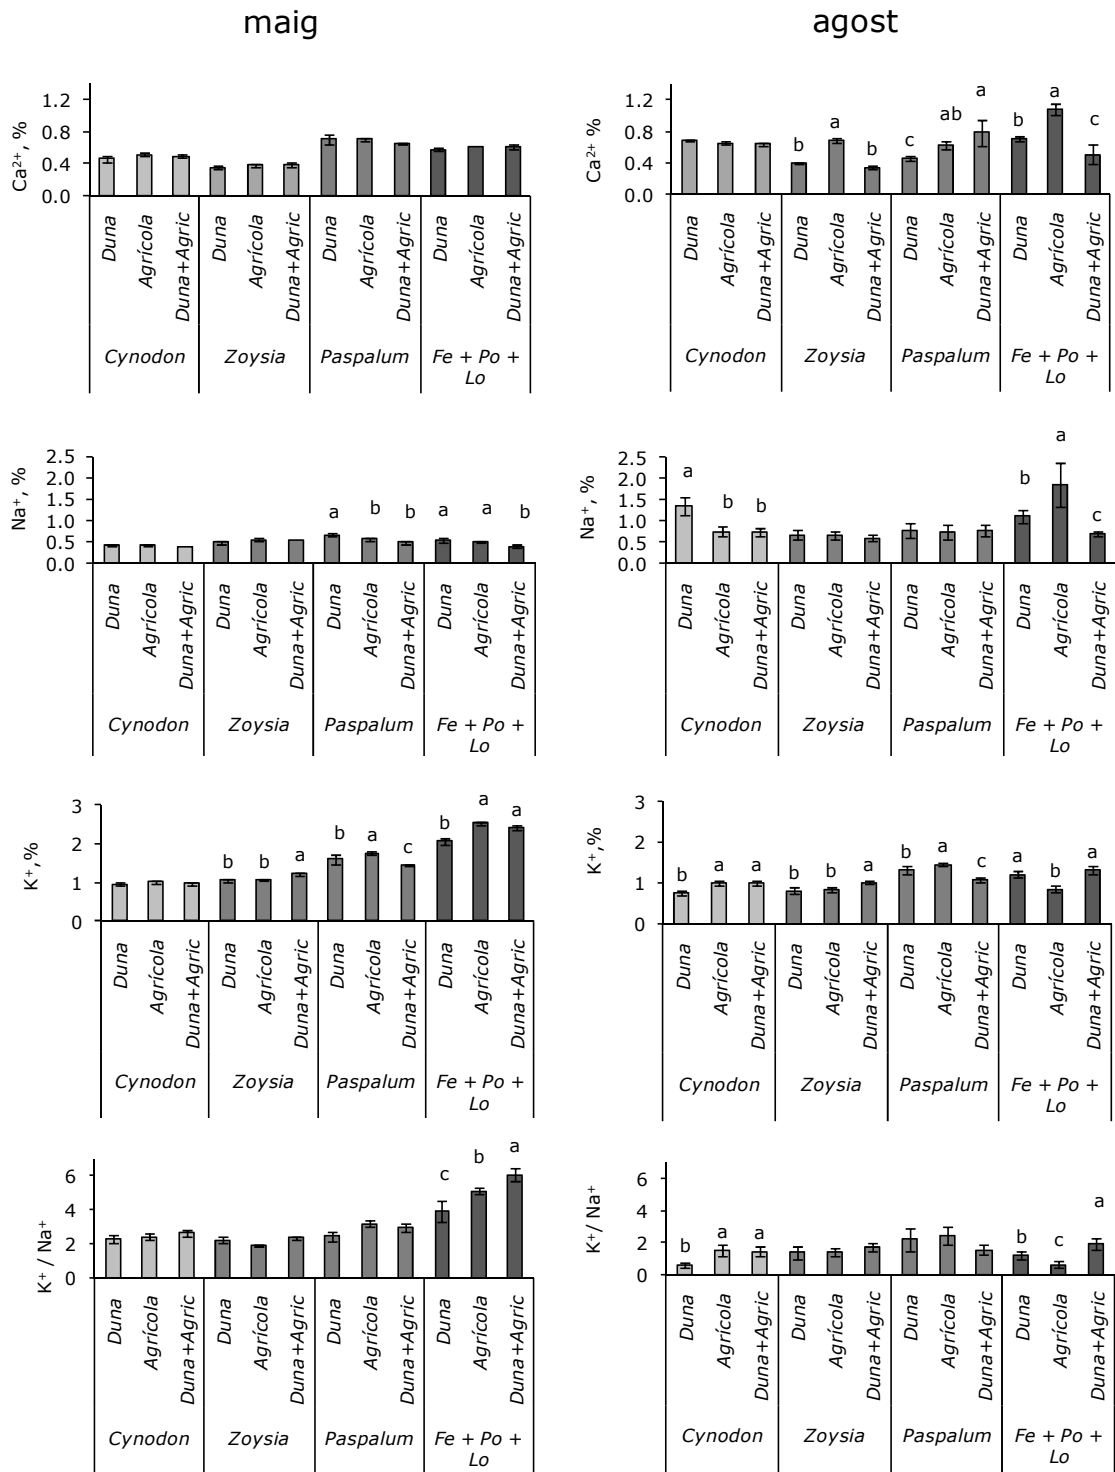 maig
agost
Ca²⁺, %
1.2
0.8
0.4
0.0
Duna
Agrícola
Duna+Agric
Duna
Agrícola
Duna+Agric
Duna
Agrícola
Duna+Agric
Duna
Agrícola
Duna+Agric
Cynodon
Zoysia
Paspalum
Fe + Po +
Lo
Ca²⁺ %
1.2
0.8
0.4
0.0
b
a
b
c
ab
a
b
a
c
Duna
Agrícola
Duna+Agric
Duna
Agrícola
Duna+Agric
Duna
Agrícola
Duna+Agric
Duna
Agrícola
Duna+Agric
Cynodon
Zoysia
Paspalum
Fe + Po +
Lo
Na⁺, %
2.5
2.0
1.5
1.0
0.5
0.0
a
b
b
a
a
b
Duna
Agrícola
Duna+Agric
Duna
Agrícola
Duna+Agric
Duna
Agrícola
Duna+Agric
Duna
Agrícola
Duna+Agric
Cynodon
Zoysia
Paspalum
Fe + Po +
Lo
Na⁺, %
2.5
2.0
1.5
1.0
0.5
0.0
a
b
b
b
a
c
Duna
Agrícola
Duna+Agric
Duna
Agrícola
Duna+Agric
Duna
Agrícola
Duna+Agric
Duna
Agrícola
Duna+Agric
Cynodon
Zoysia
Paspalum
Fe + Po +
Lo
K⁺,%
3
2
1
0
b
b
a
b
a
c
b
a
a
Duna
Agrícola
Duna+Agric
Duna
Agrícola
Duna+Agric
Duna
Agrícola
Duna+Agric
Duna
Agrícola
Duna+Agric
Cynodon
Zoysia
Paspalum
Fe + Po +
Lo
K⁺,%
3
2
1
0
b
a
a
b
b
a
b
a
c
a
b
a
Duna
Agrícola
Duna+Agric
Duna
Agrícola
Duna+Agric
Duna
Agrícola
Duna+Agric
Duna
Agrícola
Duna+Agric
Cynodon
Zoysia
Paspalum
Fe + Po +
Lo
K⁺ / Na⁺
6
4
2
0
c
b
a
Duna
Agrícola
Duna+Agric
Duna
Agrícola
Duna+Agric
Duna
Agrícola
Duna+Agric
Duna
Agrícola
Duna+Agric
Cynodon
Zoysia
Paspalum
Fe + Po +
Lo
K⁺/ Na⁺
6
4
2
0
b
a
a
b
c
a
Duna
Agrícola
Duna+Agric
Duna
Agrícola
Duna+Agric
Duna
Agrícola
Duna+Agric
Duna
Agrícola
Duna+Agric
Cynodon
Zoysia
Paspalum
Fe + Po +
Lo